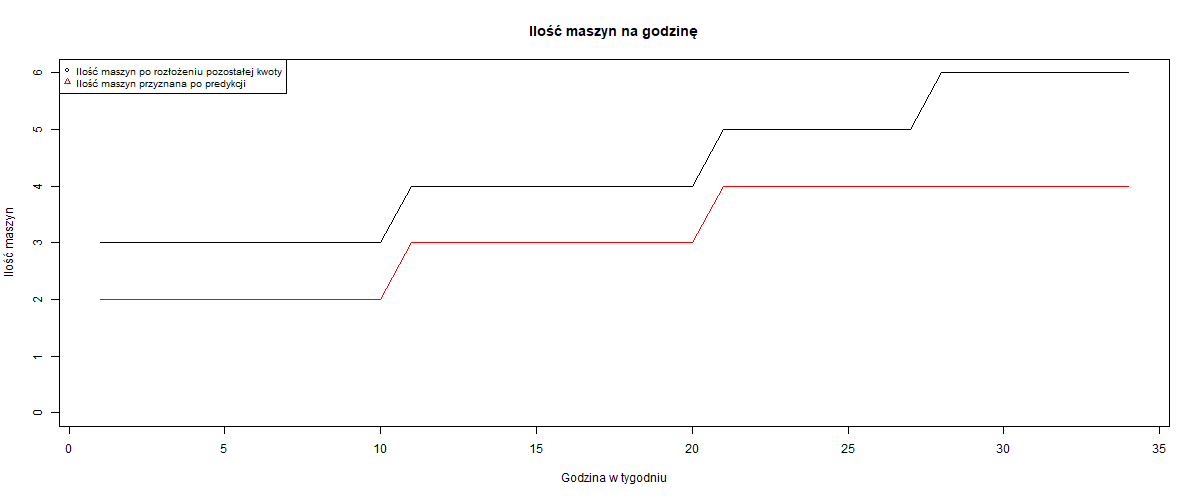 Ilość maszyn na godzinę
Ilość maszyn po rozłożeniu pozostałej kwoty
Ilość maszyn przyznana po predykcji
Ilość maszyn
6
5
4
3
2
1
0
0 5 10 15 20 25 30 35
Godzina w tygodniu